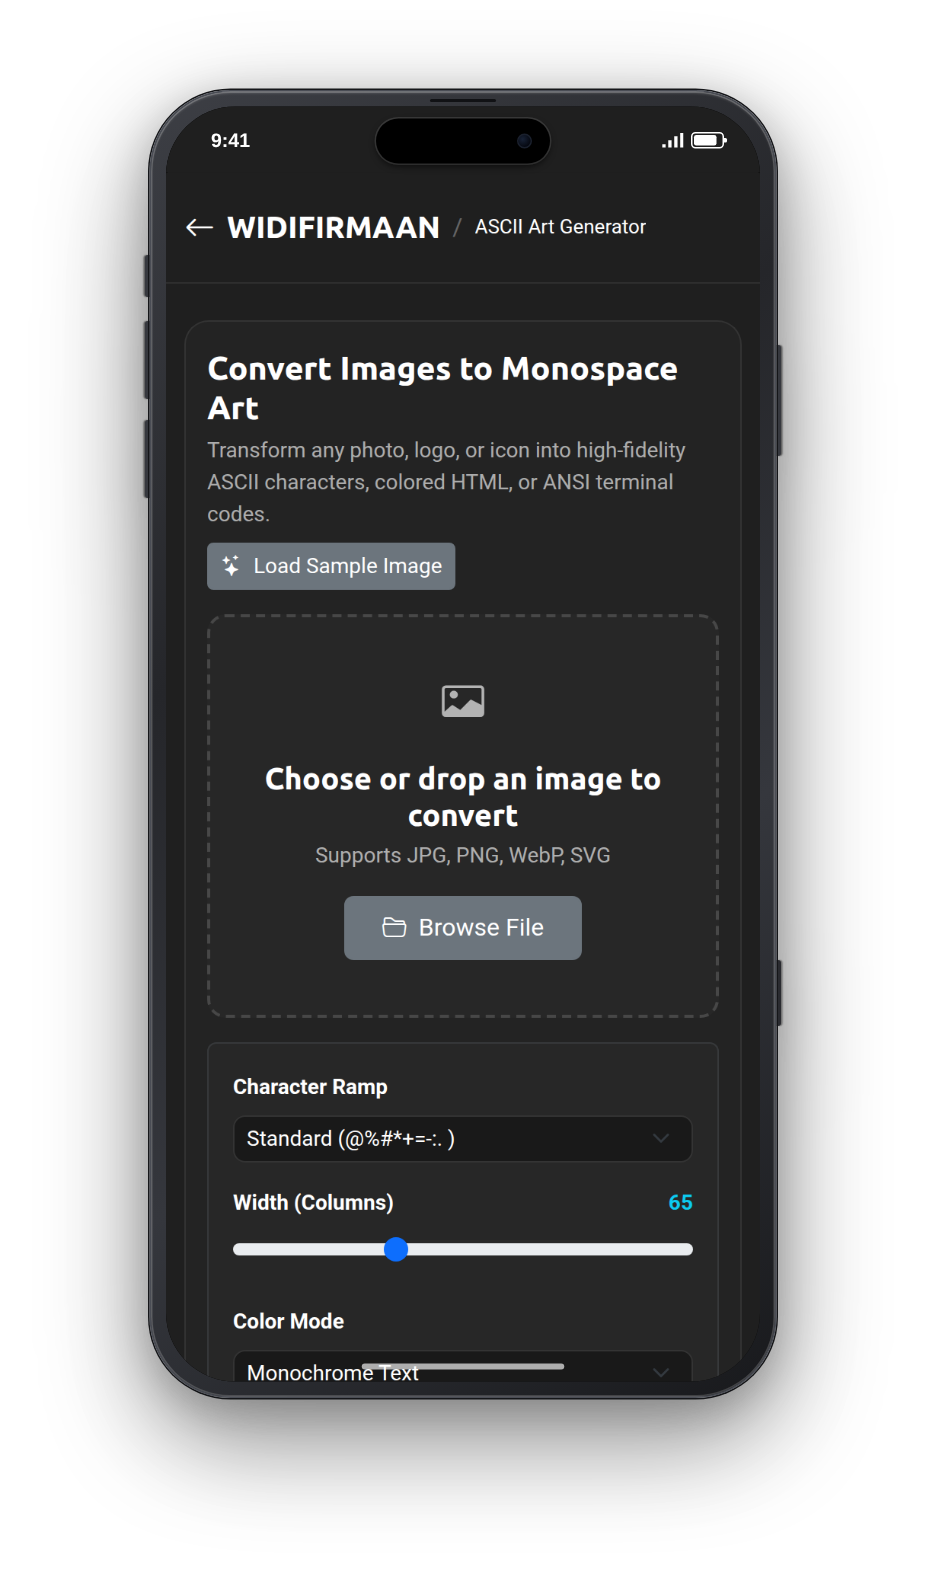 9:41
WIDIFIRMAAN / ASCII Art Generator
Convert Images to Monospace
Art
Transform any photo, logo, or icon into high-fidelity
ASCII characters, colored HTML, or ANSI terminal
codes.
Load Sample Image
Choose or drop an image to
convert
Supports JPG, PNG, WebP, SVG
Browse File
Character Ramp
Standard (@%#*+=-:. )
Width (Columns) 65
Color Mode
Monochrome Text